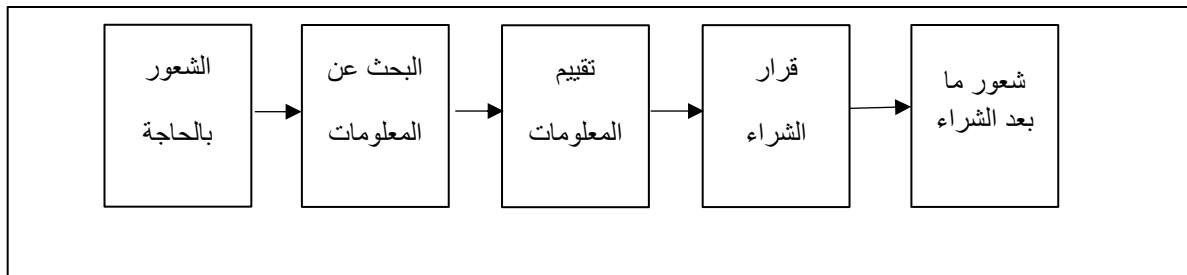 الشعور
بالحاجة
البحث عن
المعلومات
تقييم
المعلومات
قرار
الشراء
شعور ما
بعد الشراء